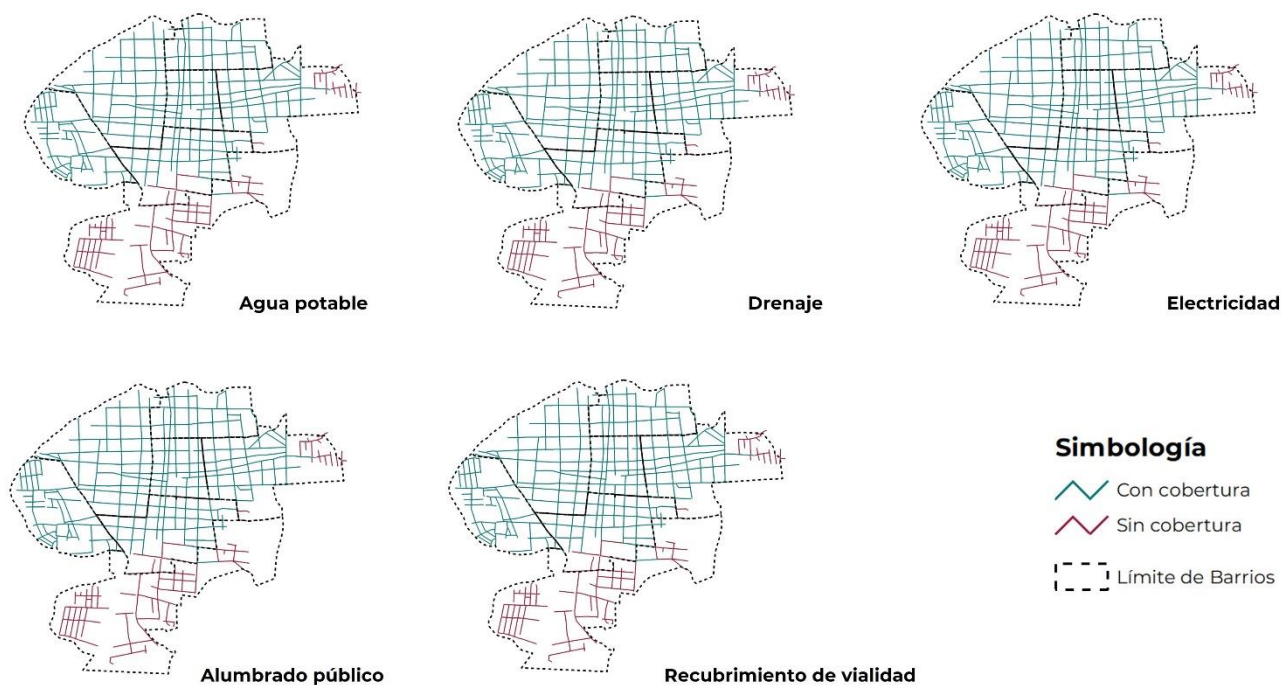 Agua potable
Drenaje
Electricidad
Alumbrado público
Recubrimiento de vialidad
Simbología
Con cobertura
Sin cobertura
Límite de Barrios